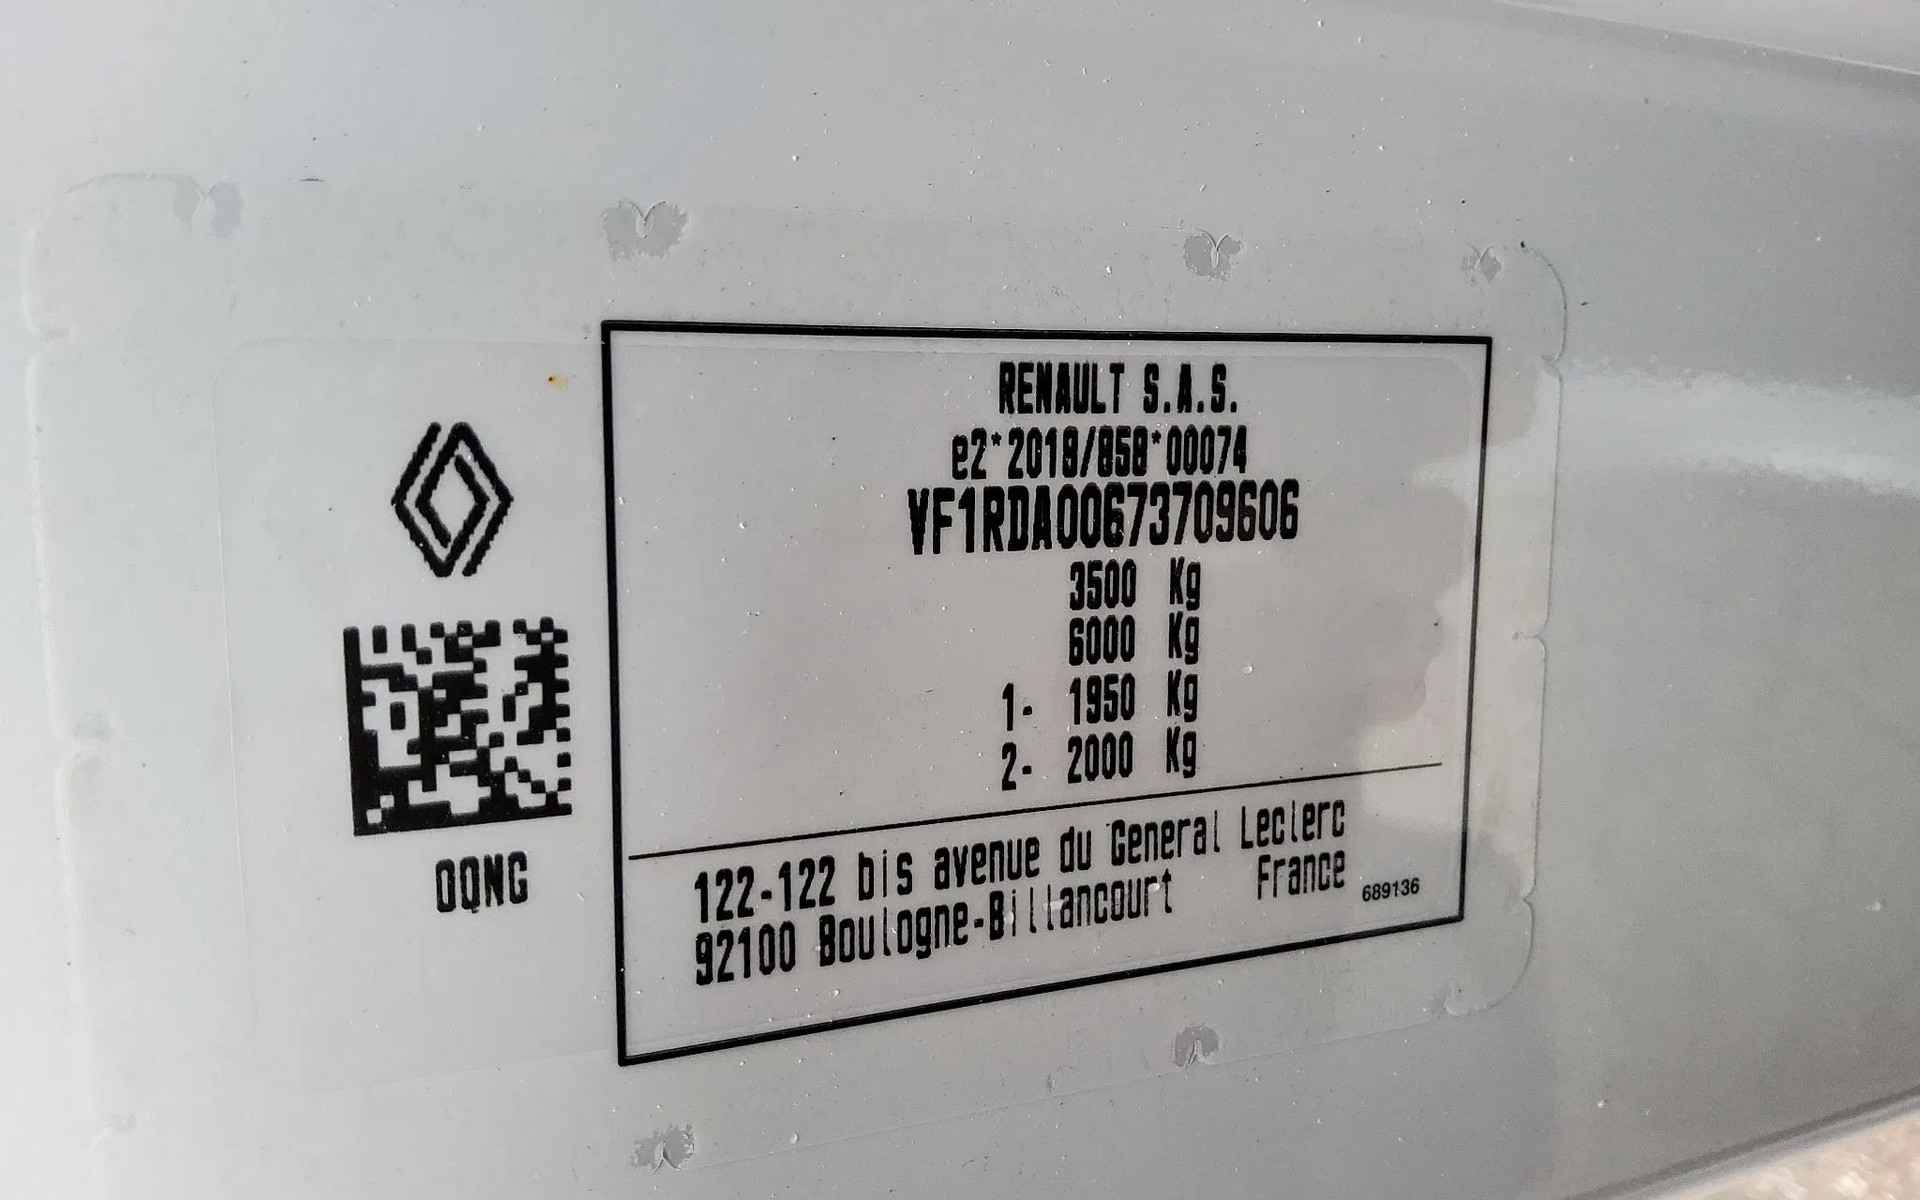 RENAULT S.A.S.
e2*2018/858*00074
VF1RDA00673709606
3500 Kg
6000 Kg
1- 1950 Kg
2- 2000 Kg
OQNG
122-122 bis avenue du General Leclerc
92100 Boulogne-Billancourt France
689136